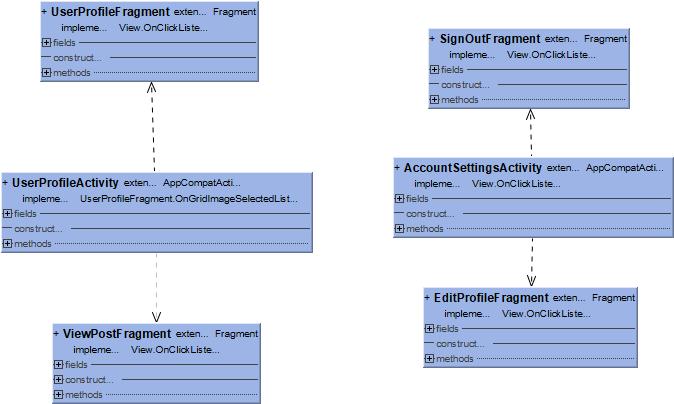 + UserProfileFragment exten... Fragment
impleme... View.OnClickListe...
fields
construct...
methods
+ SignOutFragment exten... Fragment
impleme... View.OnClickListe...
fields
construct...
methods
+ UserProfileActivity exten... AppCompatActi...
impleme... UserProfileFragment.OnGridImageSelectedList...
fields
construct...
methods
+ AccountSettingsActivity exten... AppCompatActi...
impleme... View.OnClickListe...
fields
construct...
methods
+ ViewPostFragment exten... Fragment
impleme... View.OnClickListe...
fields
construct...
methods
+ EditProfileFragment exten... Fragment
impleme... View.OnClickListe...
fields
construct...
methods